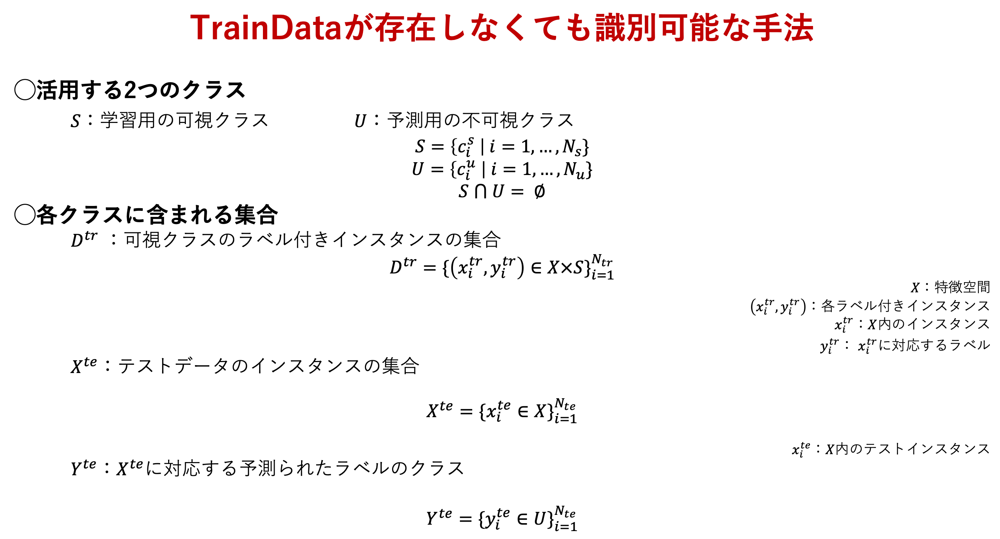 TrainDataが存在しなくても識別可能な手法
◯活用する2つのクラス
S：学習用の可視クラス U：予測用の不可視クラス
S = {c_i^s | i = 1, … , N_s}
U = {c_i^u | i = 1, … , N_u}
S ∩ U = ∅
◯各クラスに含まれる集合
D^{tr} ：可視クラスのラベル付きインスタンスの集合
D^{tr} = {(x_i^{tr}, y_i^{tr}) ∈ X×S}_{i=1}^{N_{tr}}
X：特徴空間
(x_i^{tr}, y_i^{tr})：各ラベル付きインスタンス
x_i^{tr}：X内のインスタンス
y_i^{tr}： x_i^{tr}に対応するラベル
X^{te}：テストデータのインスタンスの集合
X^{te} = {x_i^{te} ∈ X}_{i=1}^{N_{te}}
x_i^{te}：X内のテストインスタンス
Y^{te}：X^{te}に対応する予測られたラベルのクラス
Y^{te} = {y_i^{te} ∈ U}_{i=1}^{N_{te}}